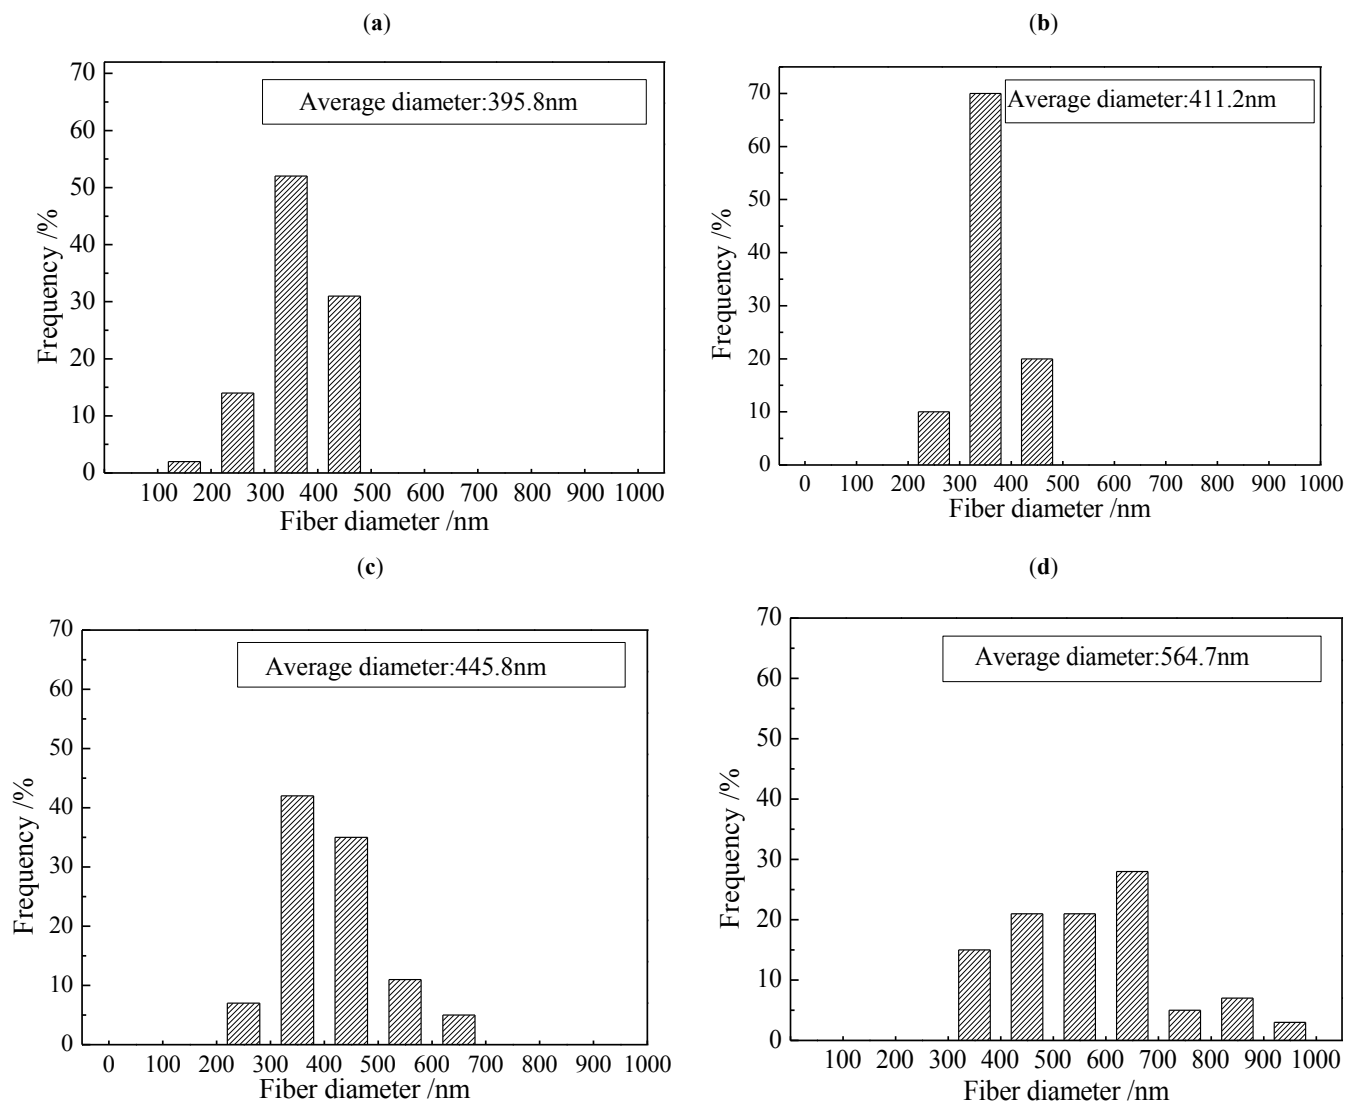 (a)
Average diameter:395.8nm
Frequency /%
70
60
50
40
30
20
10
0
100 200 300 400 500 600 700 800 900 1000
Fiber diameter /nm
(b)
Average diameter:411.2nm
Frequency /%
70
60
50
40
30
20
10
0
0 100 200 300 400 500 600 700 800 900 1000
Fiber diameter /nm
(c)
Average diameter:445.8nm
Frequency /%
70
60
50
40
30
20
10
0
0 100 200 300 400 500 600 700 800 900 1000
Fiber diameter /nm
(d)
Average diameter:564.7nm
Frequency /%
70
60
50
40
30
20
10
0
100 200 300 400 500 600 700 800 900 1000
Fiber diameter /nm